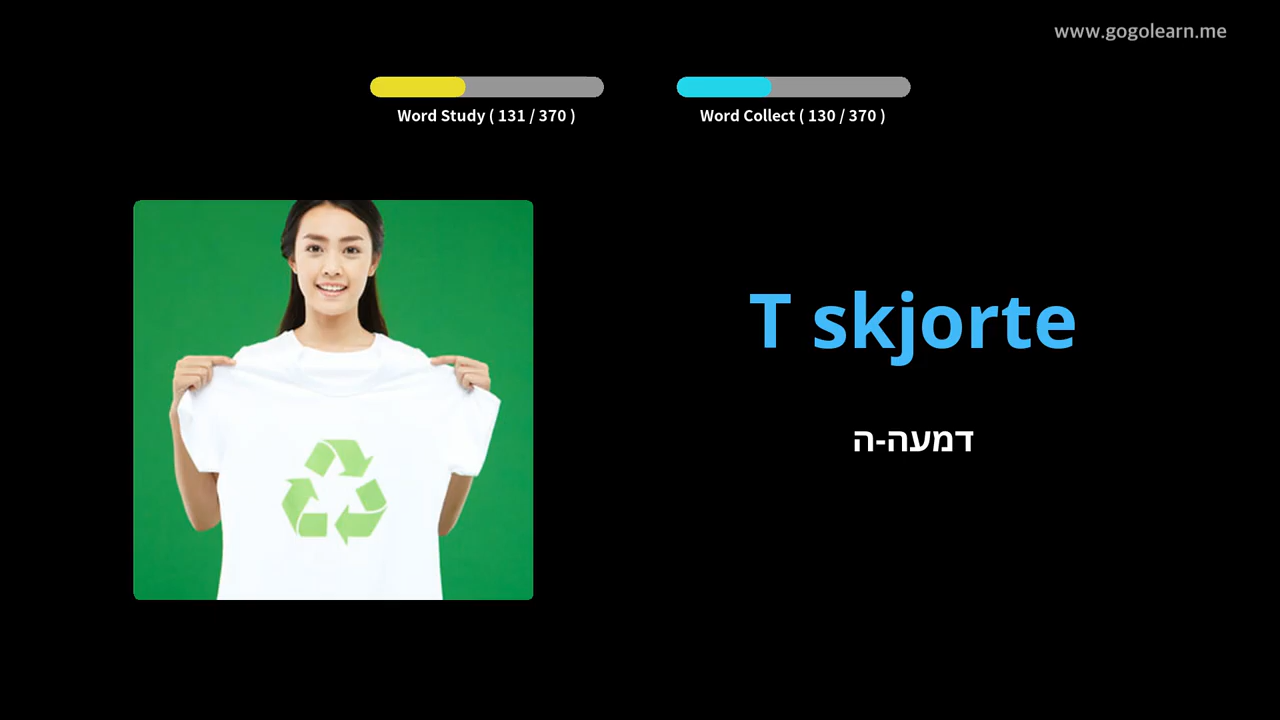 www.gogolearn.me
Word Study ( 131 / 370 )
Word Collect ( 130 / 370 )
T skjorte
דמעה-ה